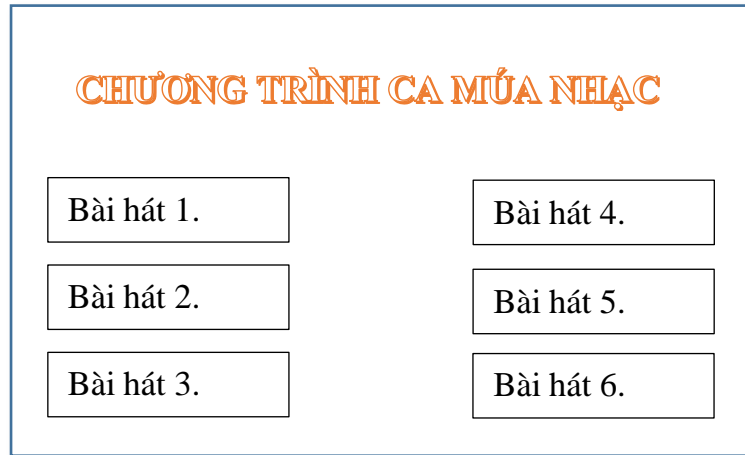 CHƯƠNG TRÌNH CA MÚA NHẠC
Bài hát 1.
Bài hát 2.
Bài hát 3.
Bài hát 4.
Bài hát 5.
Bài hát 6.